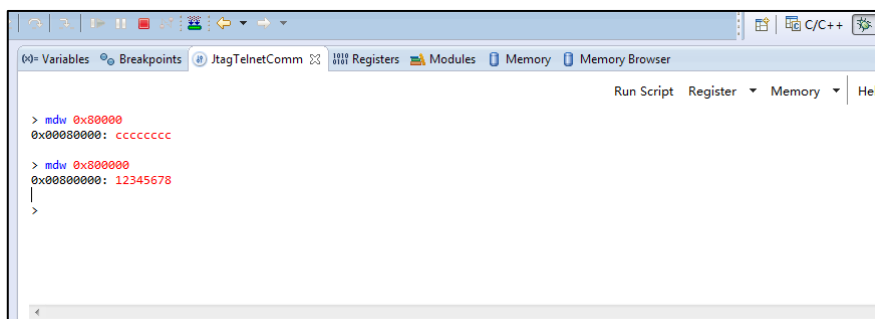 C/C++
(x)= Variables Breakpoints JtagTelnetComm Registers Modules Memory Memory Browser
Run Script Register Memory Hel
> mdw 0x80000
0x00080000: cccccccc
> mdw 0x800000
0x00800000: 12345678
>